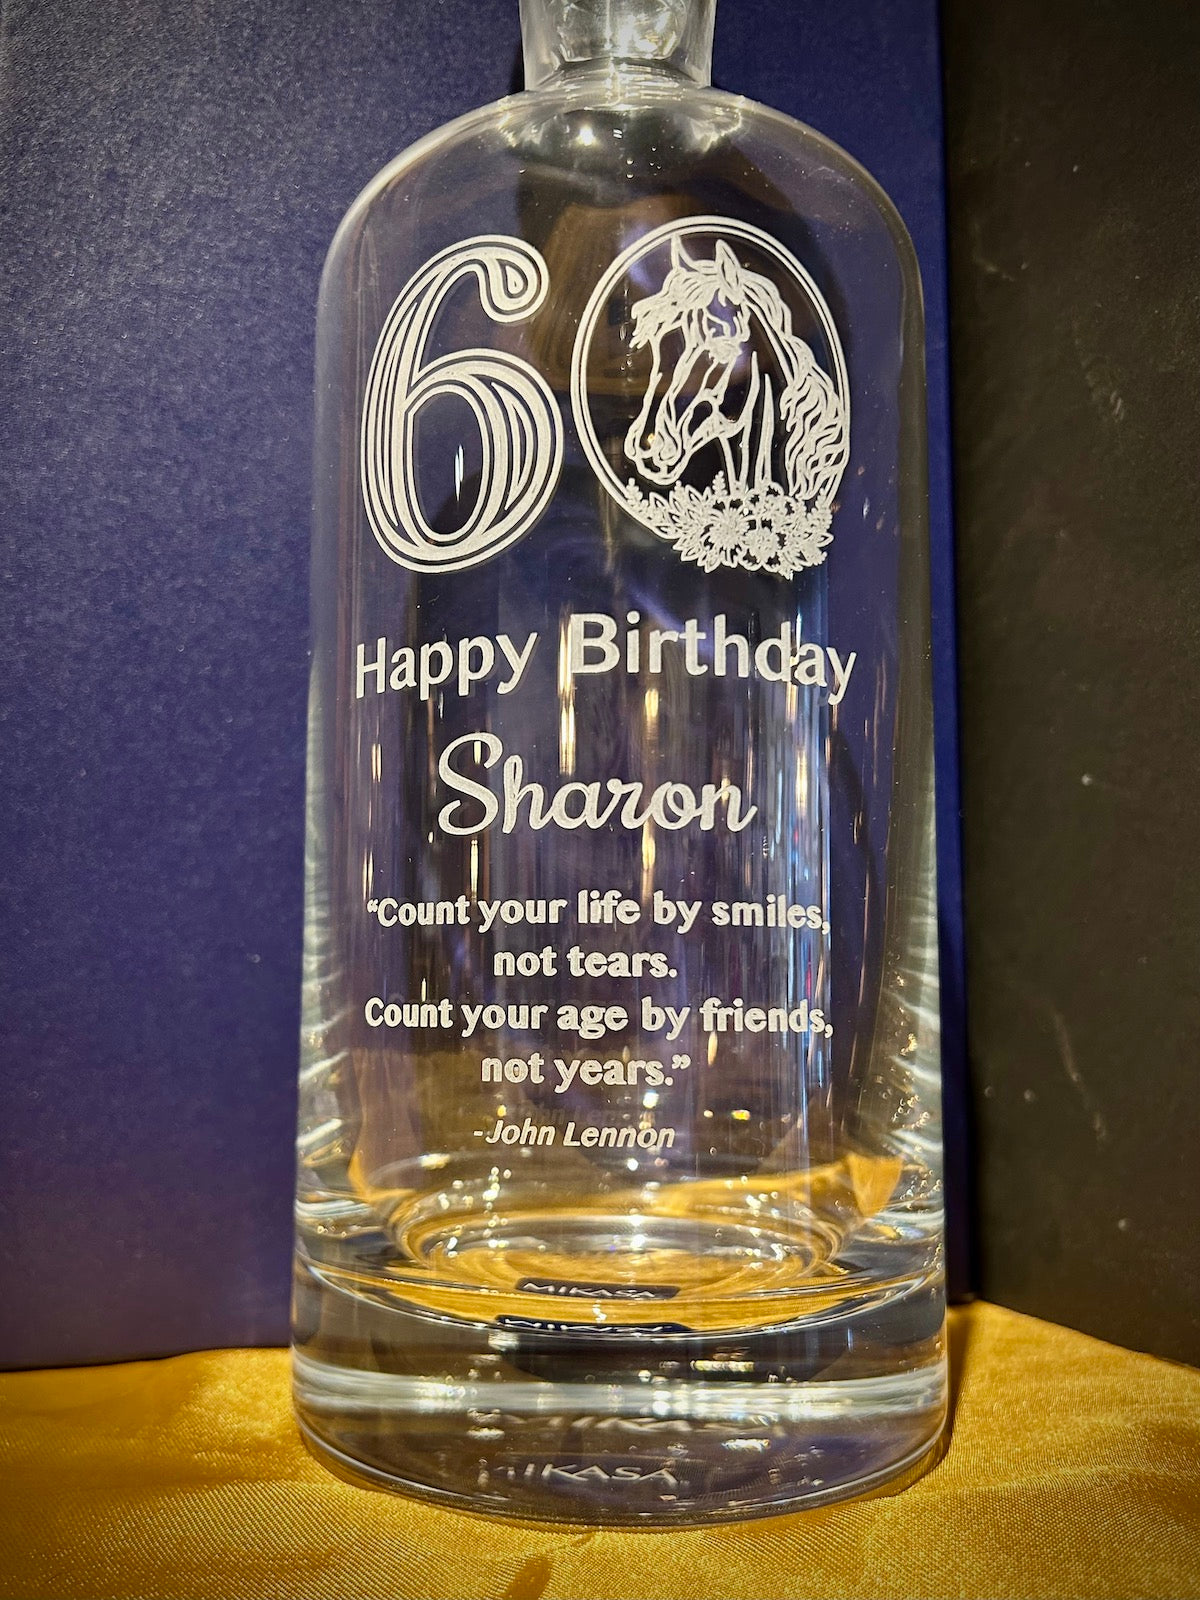 60
Happy Birthday
Sharon
“Count your life by smiles,
not tears.
Count your age by friends,
not years.”
-John Lennon
MIKASA
MIKASA